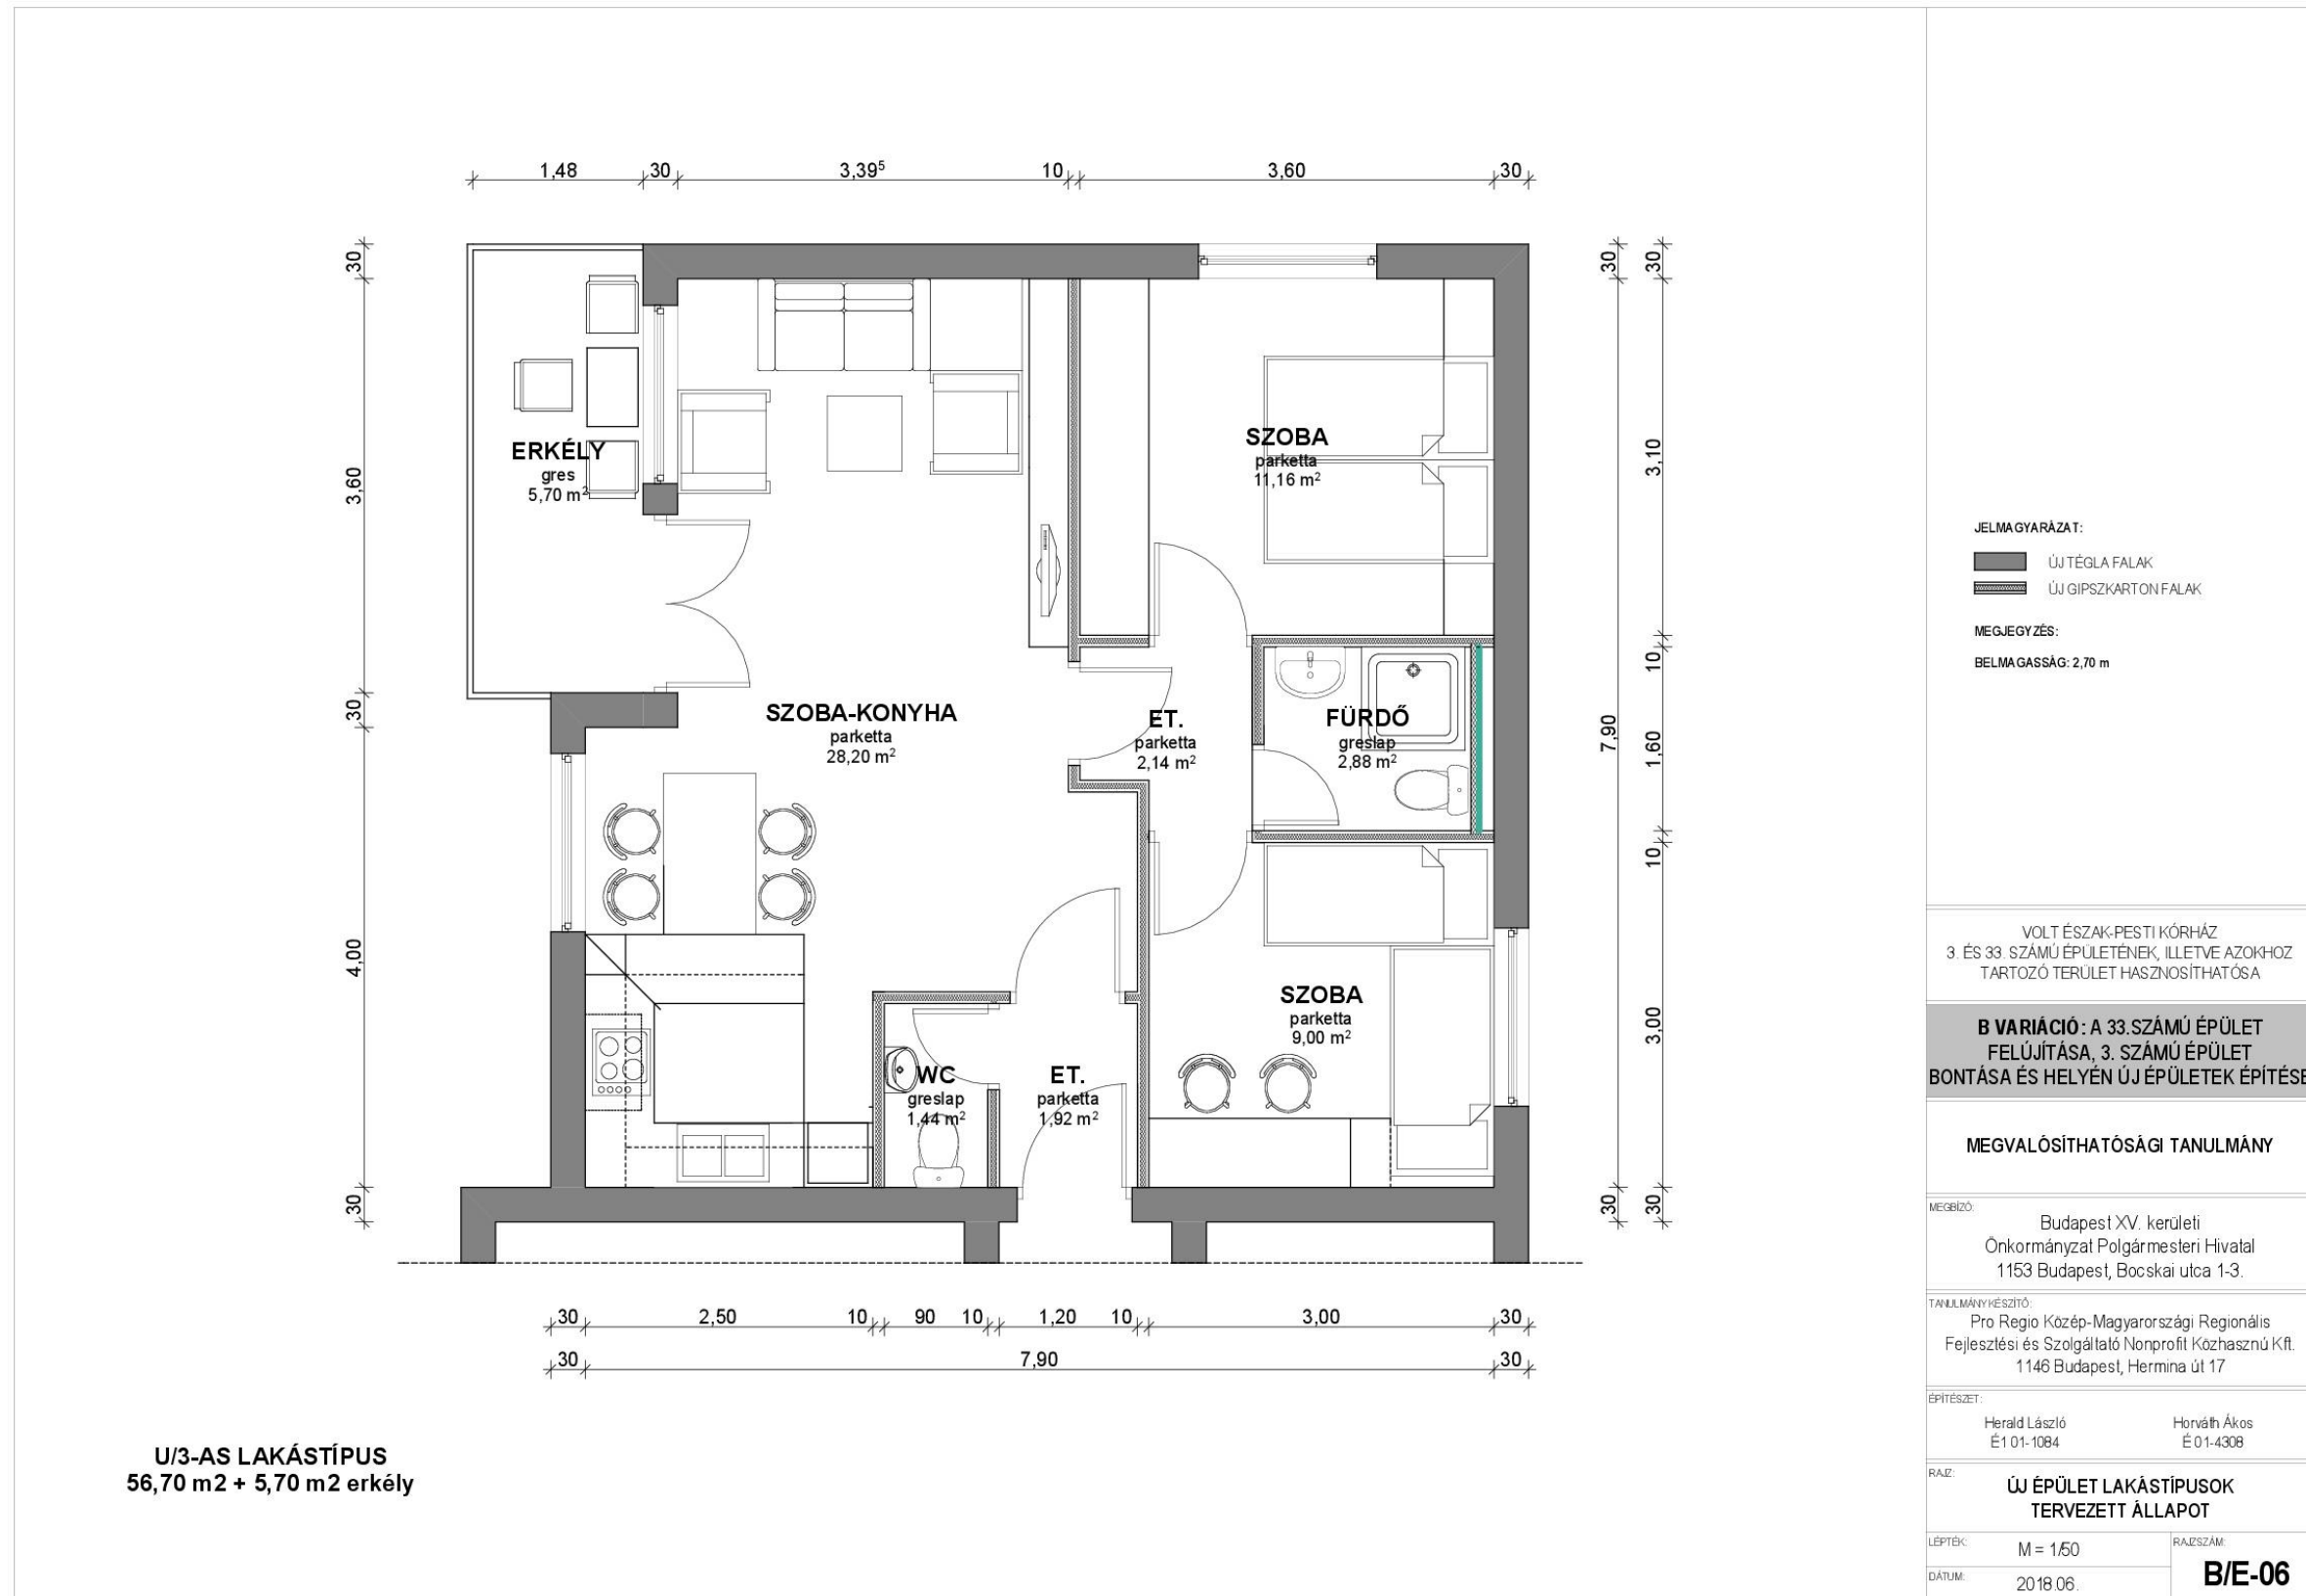 1,48
30
3,39⁵
10
3,60
30
30
3,60
30
4,00
30
30
7,90
30
30
3,10
10
1,60
10
3,00
30
ERKÉLY
gres
5,70 m²
SZOBA
parketta
11,16 m²
SZOBA-KONYHA
parketta
28,20 m²
ET.
parketta
2,14 m²
FÜRDŐ
greslap
2,88 m²
SZOBA
parketta
9,00 m²
WC
greslap
1,44 m²
ET.
parketta
1,92 m²
30
2,50
10
90
10
1,20
10
3,00
30
30
7,90
30
U/3-AS LAKÁSTÍPUS
56,70 m2 + 5,70 m2 erkély
JELMAGYARÁZAT:
ÚJ TÉGLA FALAK
ÚJ GIPSZKARTON FALAK
MEGJEGYZÉS:
BELMAGASSÁG: 2,70 m
VOLT ÉSZAK-PESTI KÓRHÁZ
3. ÉS 33. SZÁMÚ ÉPÜLETÉNEK, ILLETVE AZOKHOZ
TARTOZÓ TERÜLET HASZNOSÍTHATÓSA
B VARIÁCIÓ: A 33.SZÁMÚ ÉPÜLET
FELÚJÍTÁSA, 3. SZÁMÚ ÉPÜLET
BONTÁSA ÉS HELYÉN ÚJ ÉPÜLETEK ÉPÍTÉSE
MEGVALÓSÍTHATÓSÁGI TANULMÁNY
MEGBÍZÓ:
Budapest XV. kerületi
Önkormányzat Polgármesteri Hivatal
1153 Budapest, Bocskai utca 1-3.
TANULMÁNY KÉSZÍTŐ:
Pro Regio Közép-Magyarországi Regionális
Fejlesztési és Szolgáltató Nonprofit Közhasznú Kft.
1146 Budapest, Hermina út 17
ÉPÍTÉSZET:
Herald László
É1 01-1084
Horváth Ákos
É 01-4308
RAJZ:
ÚJ ÉPÜLET LAKÁSTÍPUSOK
TERVEZETT ÁLLAPOT
LÉPTÉK:
M = 1/50
DÁTUM:
2018.06.
RAJZSZÁM:
B/E-06